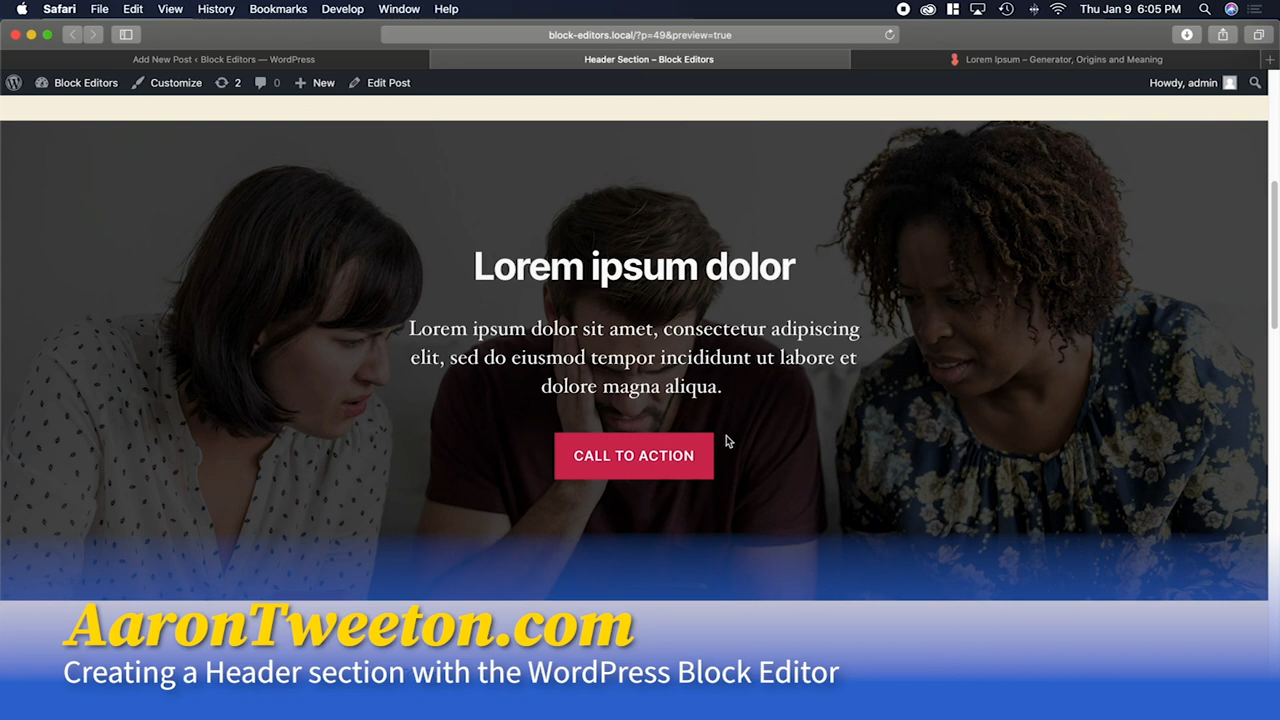 Safari File Edit View History Bookmarks Develop Window Help Thu Jan 9 6:05 PM
block-editors.local/?p=49&preview=true
Add New Post ‹ Block Editors — WordPress Header Section – Block Editors Lorem Ipsum – Generator, Origins and Meaning
Block Editors Customize 2 0 New Edit Post Howdy, admin
Lorem ipsum dolor
Lorem ipsum dolor sit amet, consectetur adipiscing
elit, sed do eiusmod tempor incididunt ut labore et
dolore magna aliqua.
CALL TO ACTION
AaronTweeton.com
Creating a Header section with the WordPress Block Editor